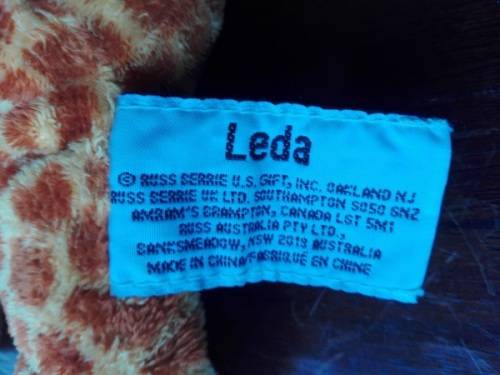 Leda
© RUSS BERRIE U.S. GIFT, INC. OAKLAND NJ
RUSS BERRIE UK LTD. SOUTHAMPTON SO50 6NZ
AMRAM'S BRAMPTON, CANADA L6T 5M1
RUSS AUSTRALIA PTY LTD.,
BANKSMEADOW, NSW 2019 AUSTRALIA
MADE IN CHINA/FABRIQUÉ EN CHINE